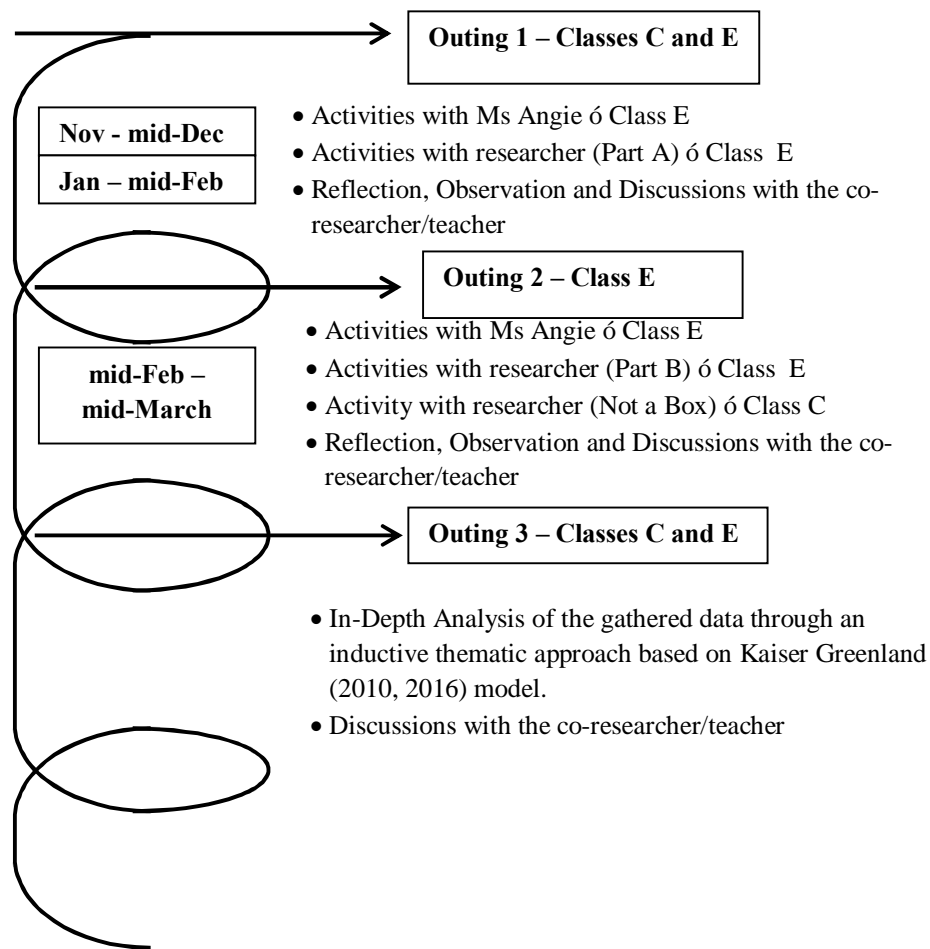 Outing 1 – Classes C and E
Nov - mid-Dec
Jan – mid-Feb
• Activities with Ms Angie ó Class E
• Activities with researcher (Part A) ó Class E
• Reflection, Observation and Discussions with the co-
researcher/teacher
Outing 2 – Class E
mid-Feb –
mid-March
• Activities with Ms Angie ó Class E
• Activities with researcher (Part B) ó Class E
• Activity with researcher (Not a Box) ó Class C
• Reflection, Observation and Discussions with the co-
researcher/teacher
Outing 3 – Classes C and E
• In-Depth Analysis of the gathered data through an
inductive thematic approach based on Kaiser Greenland
(2010, 2016) model.
• Discussions with the co-researcher/teacher